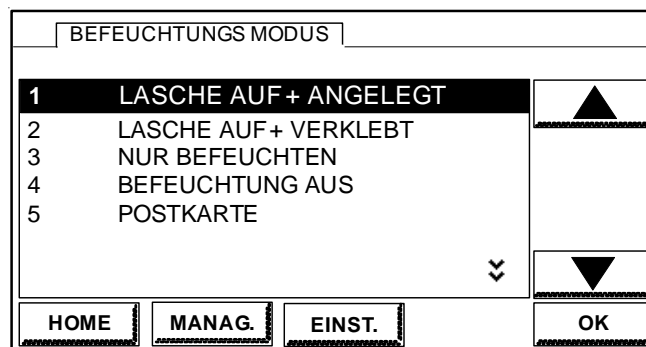 BEFEUCHTUNGS MODUS
1 LASCHE AUF + ANGELEGT
2 LASCHE AUF + VERKLEBT
3 NUR BEFEUCHTEN
4 BEFEUCHTUNG AUS
5 POSTKARTE
HOME MANAG. EINST. OK